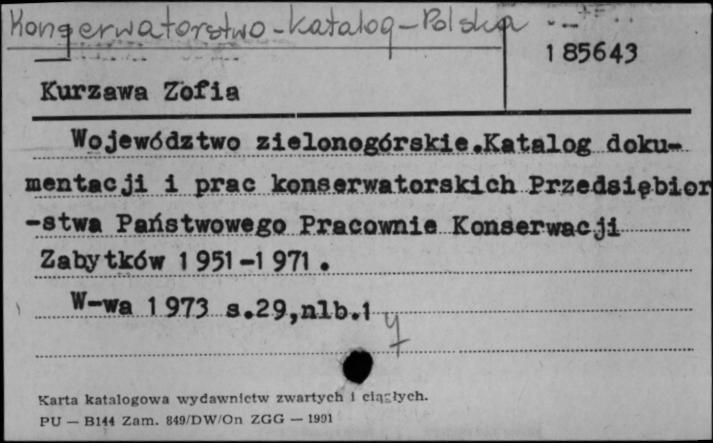 Konserwatorstwo - katalog - Polska
185643
Kurzawa Zofia
Województwo zielonogórskie.Katalog doku-
mentacji i prac konserwatorskich Przedsiębior
-stwa Państwowego Pracownie Konserwacji
Zabytków 1951-1971.
W-wa 1973 s.29,nlb.1
Karta katalogowa wydawnictw zwartych i ciągłych.
PU — B144 Zam. 849/DW/On ZGG — 1991